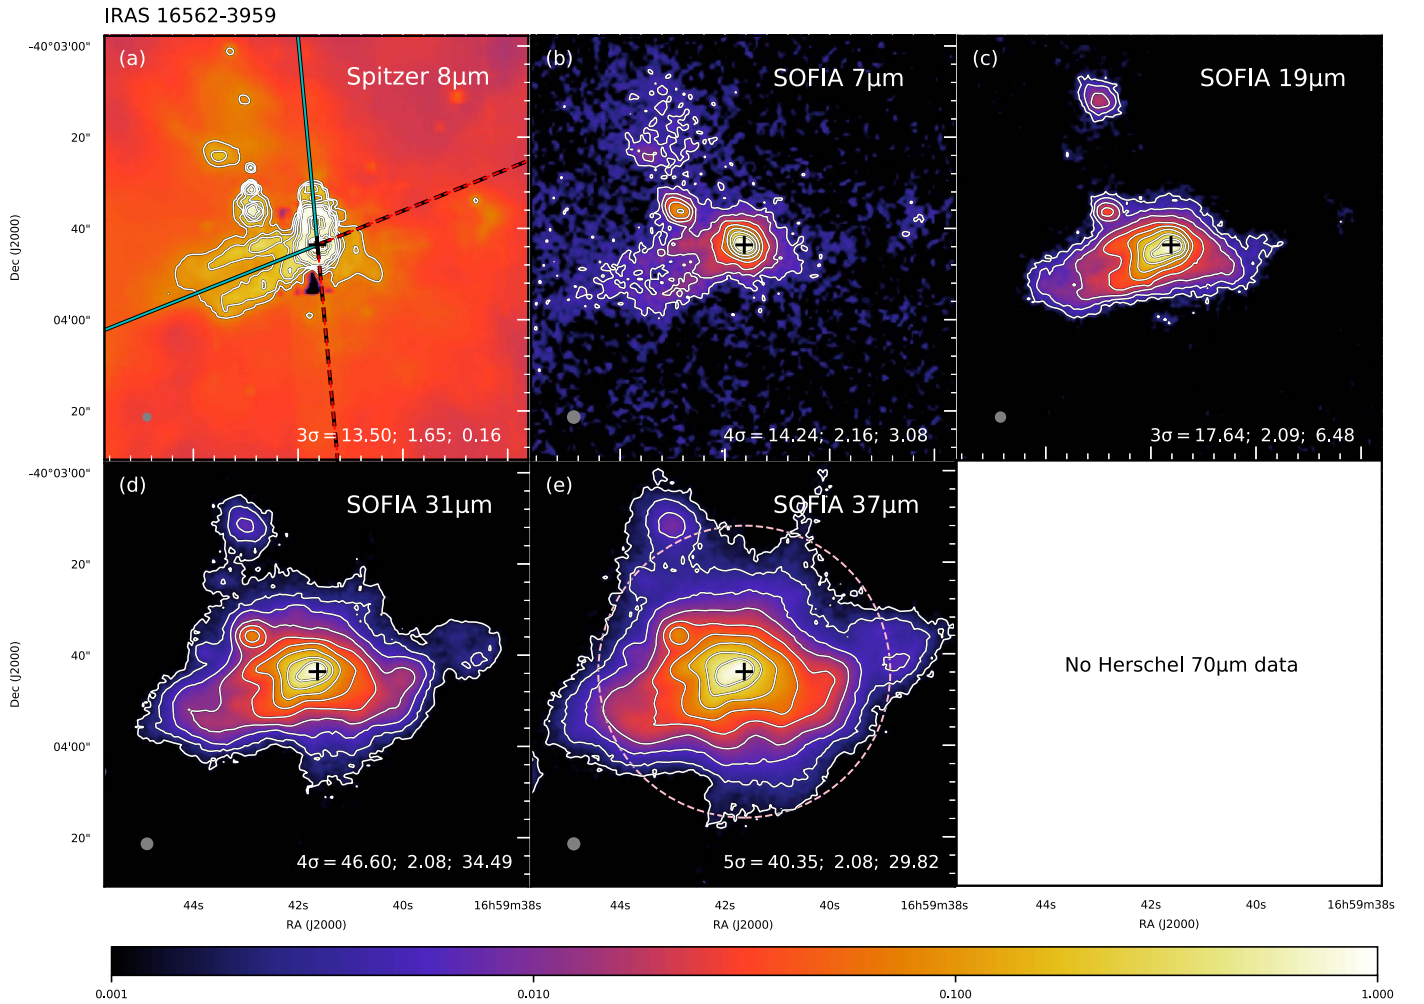 IRAS 16562-3959
(a)
Spitzer 8μm
3σ = 13.50; 1.65; 0.16
(b)
SOFIA 7μm
4σ = 14.24; 2.16; 3.08
(c)
SOFIA 19μm
3σ = 17.64; 2.09; 6.48
-40°03'00"
20"
40"
04'00"
20"
Dec (J2000)
(d)
SOFIA 31μm
4σ = 46.60; 2.08; 34.49
(e)
SOFIA 37μm
5σ = 40.35; 2.08; 29.82
No Herschel 70μm data
-40°03'00"
20"
40"
04'00"
20"
Dec (J2000)
44s 42s 40s 16h59m38s
RA (J2000)
44s 42s 40s 16h59m38s
RA (J2000)
44s 42s 40s 16h59m38s
RA (J2000)
0.001 0.010 0.100 1.000